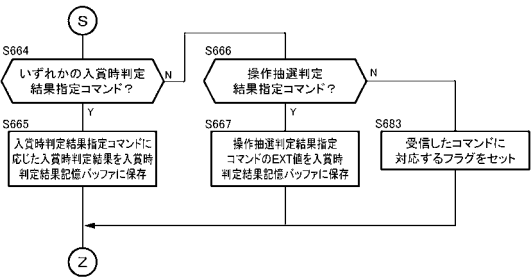 S
S664
いずれかの入賞時判定
結果指定コマンド？
N
Y
S665
入賞時判定結果指定コマンドに
応じた入賞時判定結果を入賞時
判定結果記憶バッファに保存
S666
操作抽選判定
結果指定コマンド？
N
Y
S667
操作抽選判定結果指定
コマンドのEXT値を入賞時
判定結果記憶バッファに保存
S683
受信したコマンドに
対応するフラグをセット
Z